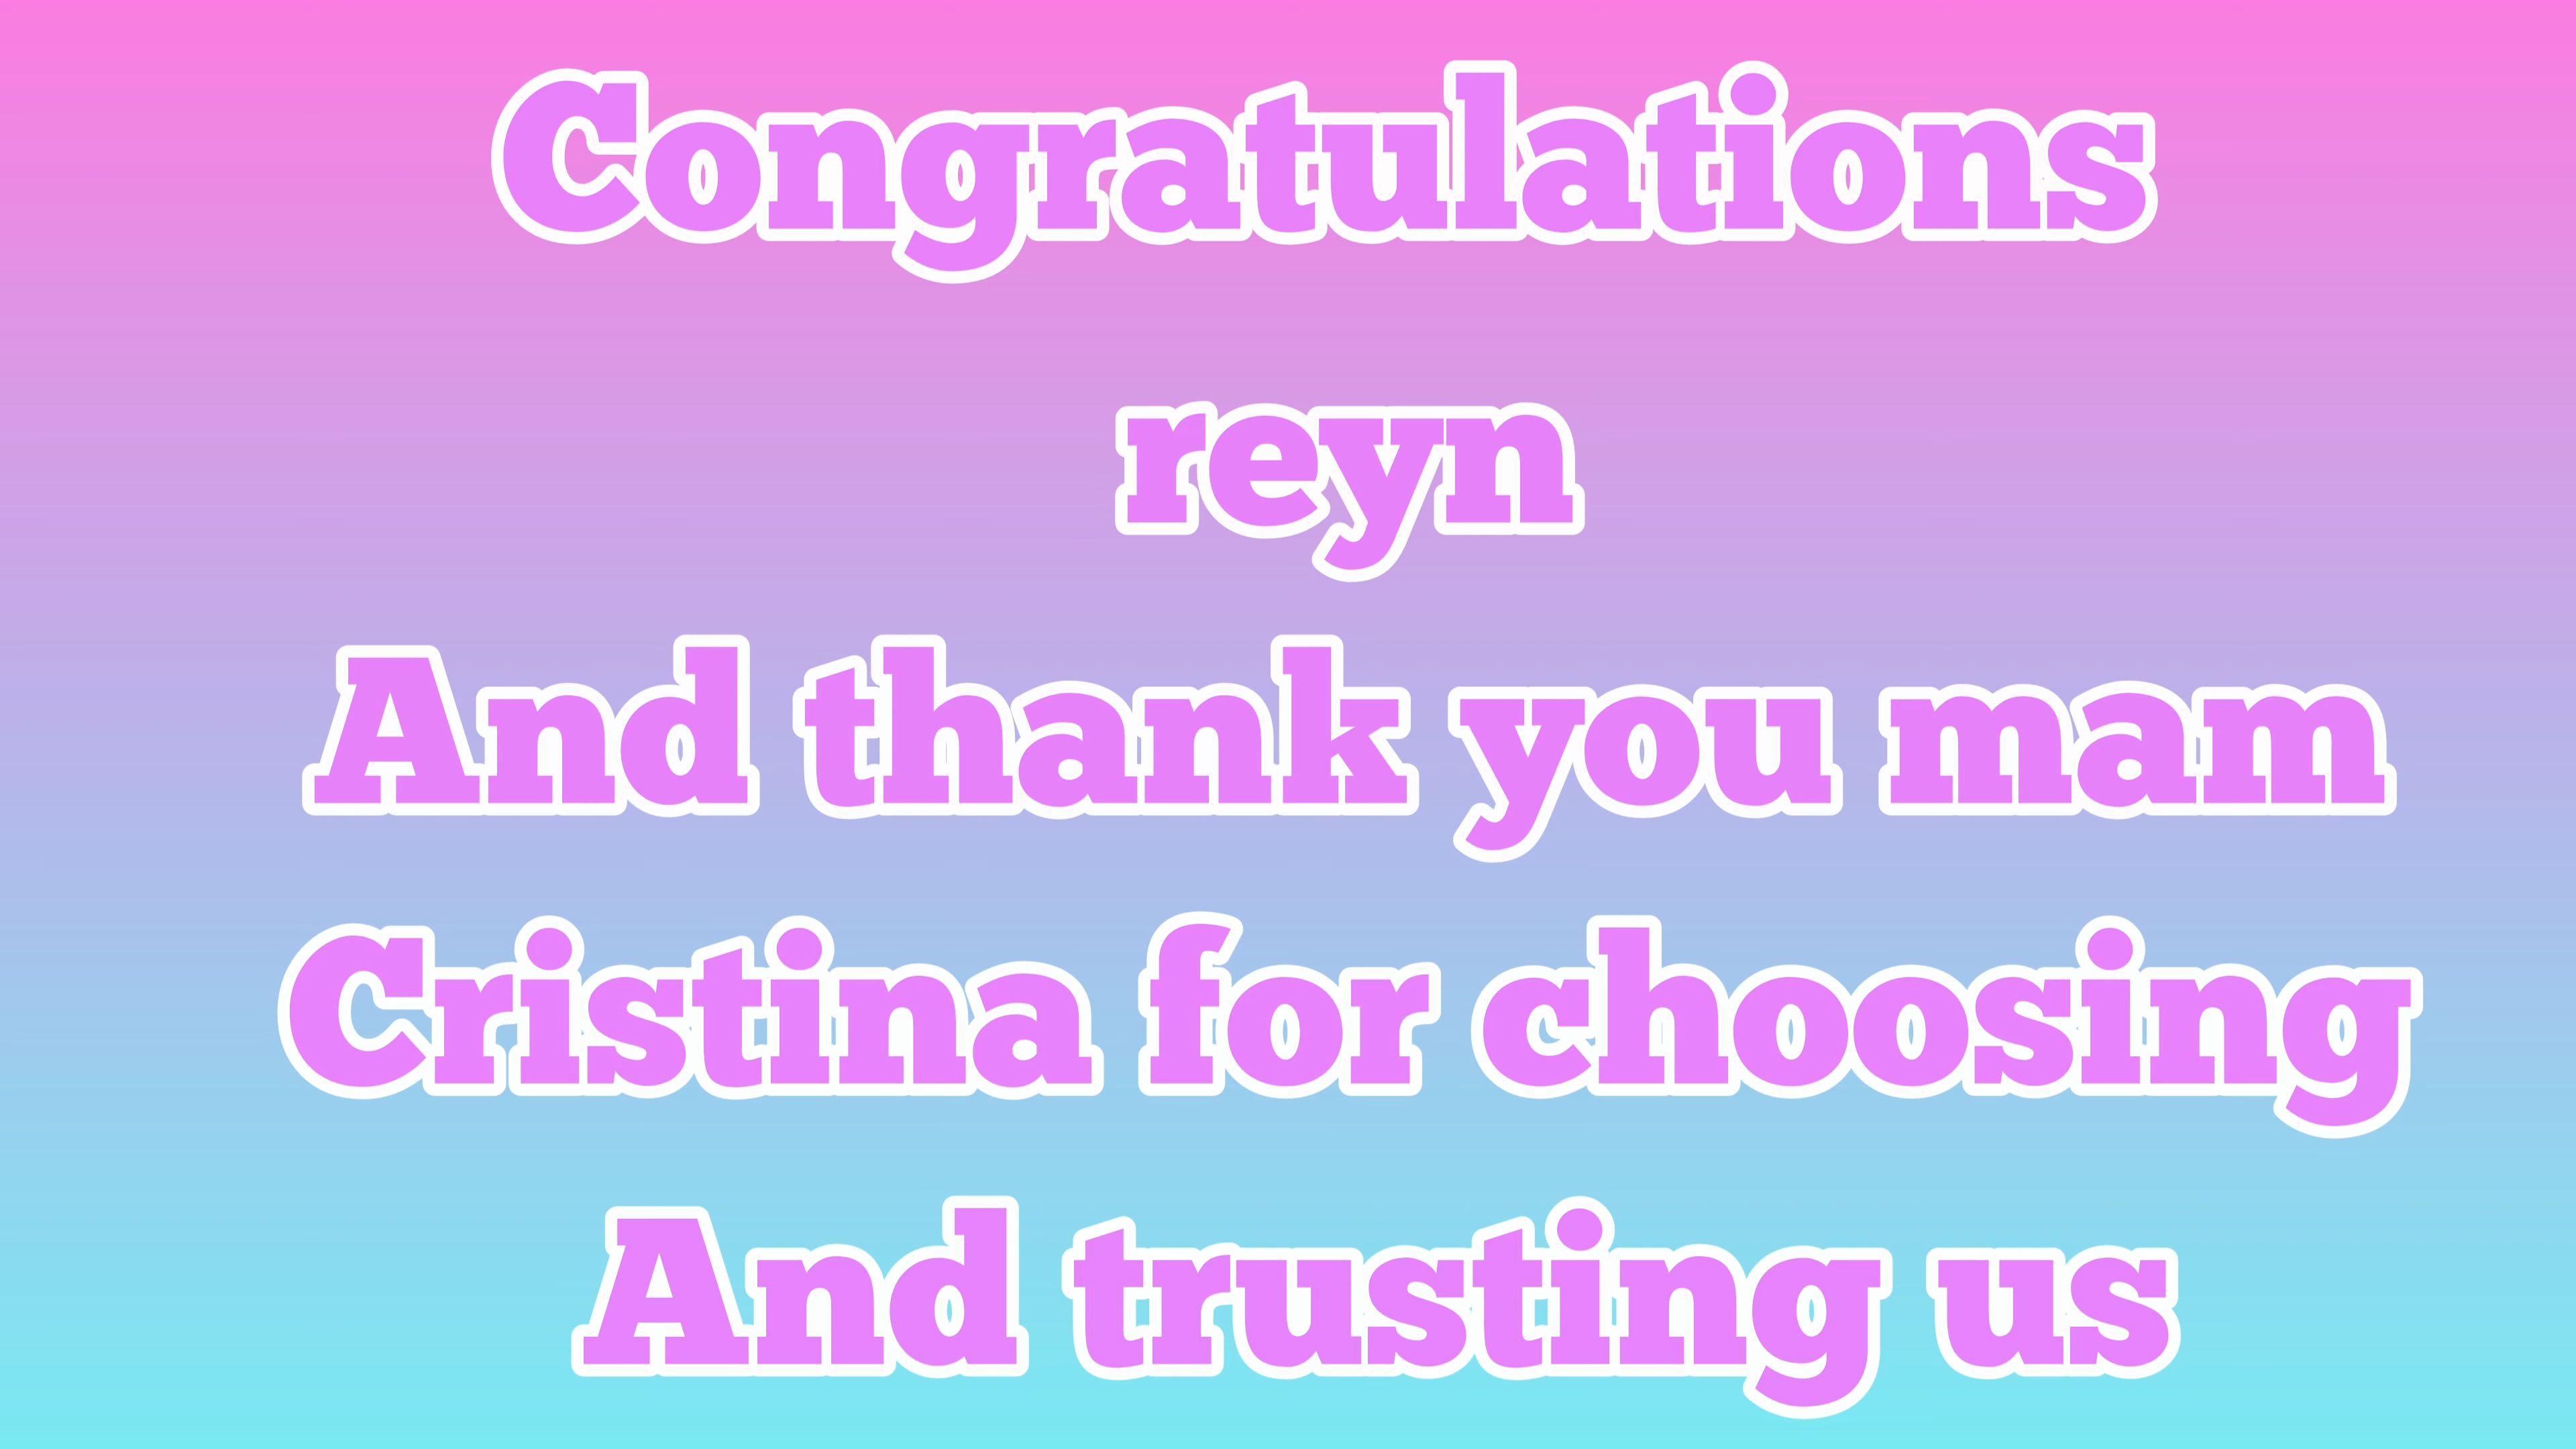 Congratulations
reyn
And thank you mam
Cristina for choosing
And trusting us